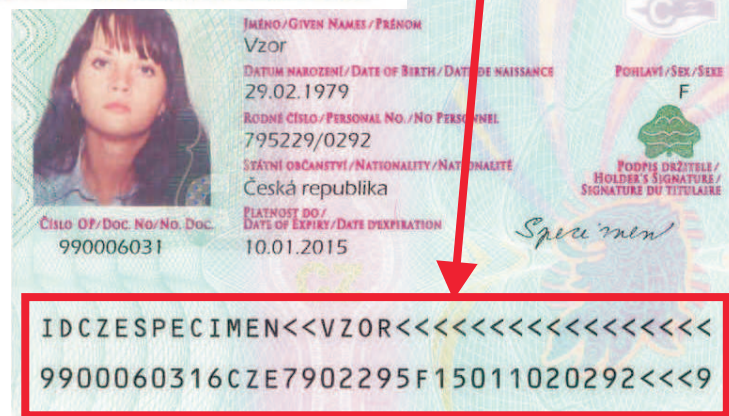 JMÉNO/GIVEN NAMES/PRÉNOM
Vzor
DATUM NAROZENÍ/DATE OF BIRTH/DATE DE NAISSANCE
POHLAVÍ/SEX/SEXE
29.02.1979
F
RODNÉ ČÍSLO/PERSONAL NO./NO PERSONNEL
795229/0292
STÁTNÍ OBČANSTVÍ/NATIONALITY/NATIONALITÉ
Česká republika
PODPIS DRŽITELE/
HOLDER'S SIGNATURE/
SIGNATURE DU TITULAIRE
ČÍSLO OP/DOC. NO/NO. DOC.
990006031
PLATNOST DO/
DATE OF EXPIRY/DATE D'EXPIRATION
10.01.2015
Specimen
CZ
IDCZESPECIMEN<<VZOR<<<<<<<<<<<<<<<<<
9900060316CZE7902295F15011020292<<<9